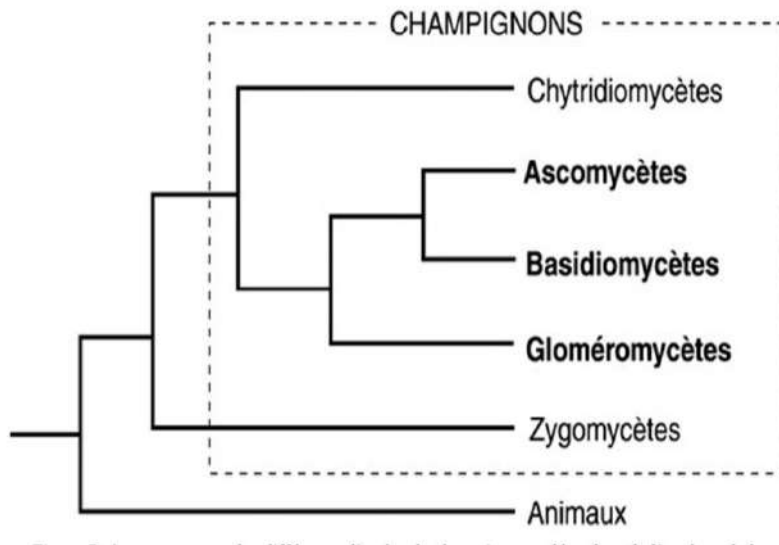 CHAMPIGNONS
Chytridiomycètes
Ascomycètes
Basidiomycètes
Gloméromycètes
Zygomycètes
Animaux